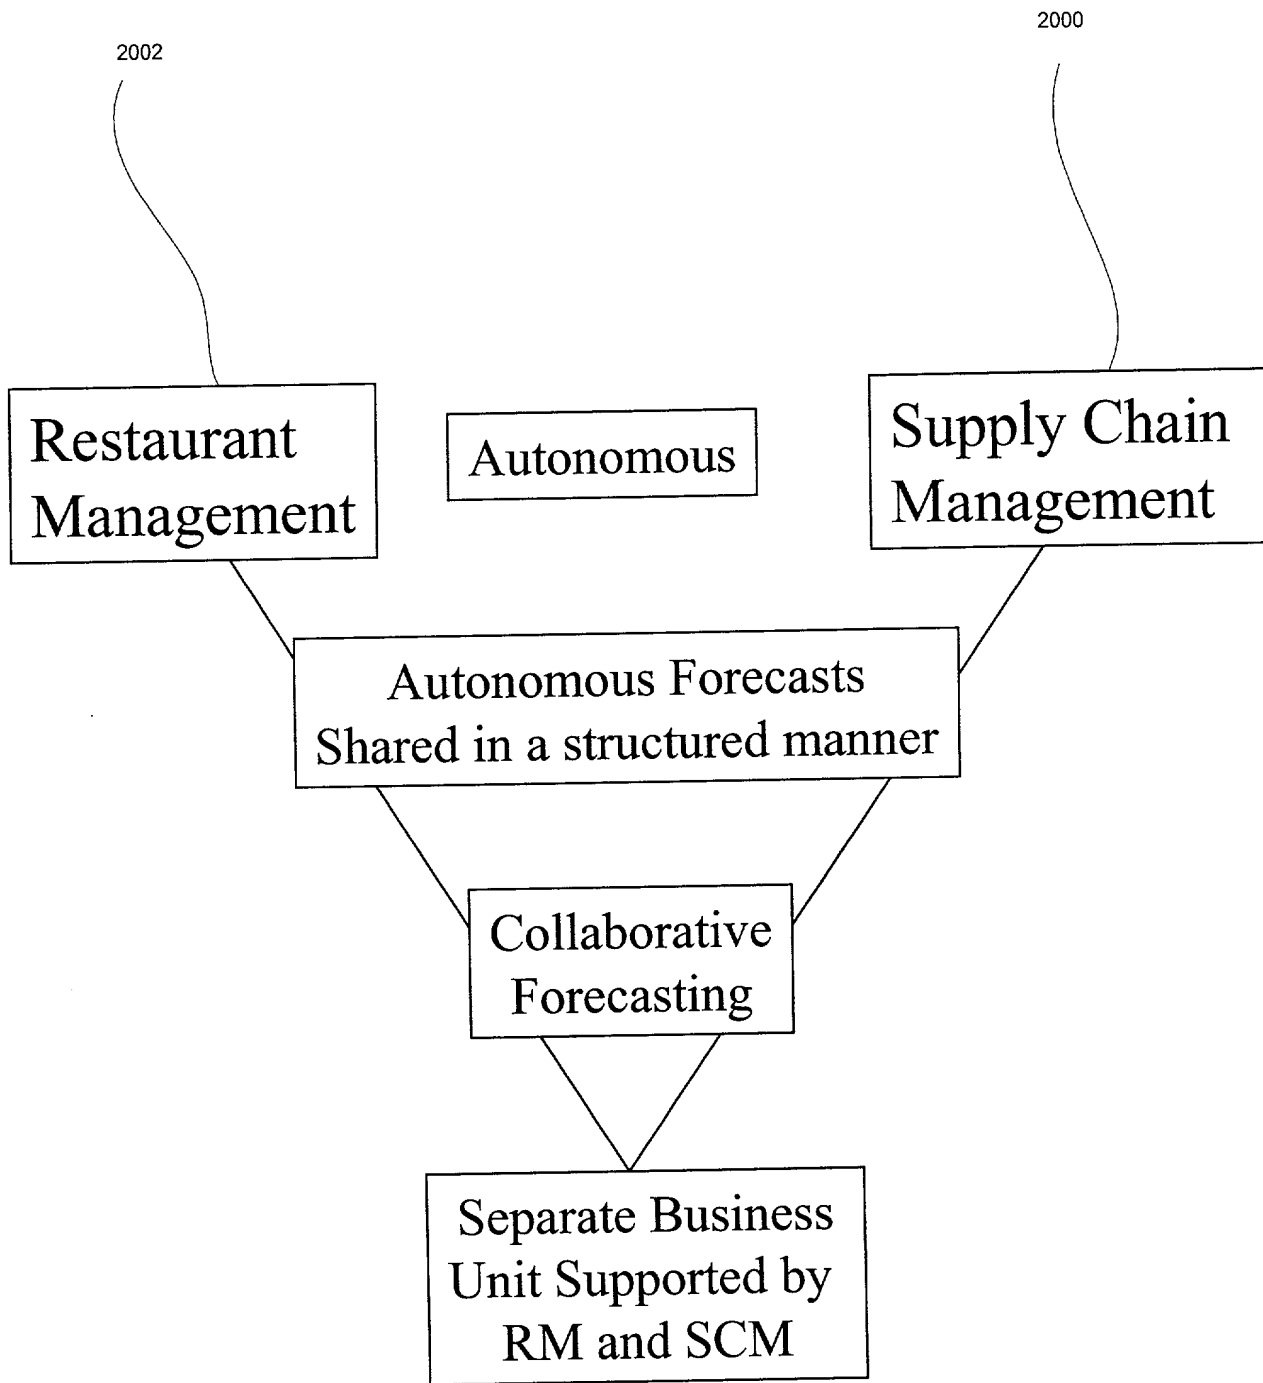 2002
2000
Restaurant
Management
Autonomous
Supply Chain
Management
Autonomous Forecasts
Shared in a structured manner
Collaborative
Forecasting
Separate Business
Unit Supported by
RM and SCM